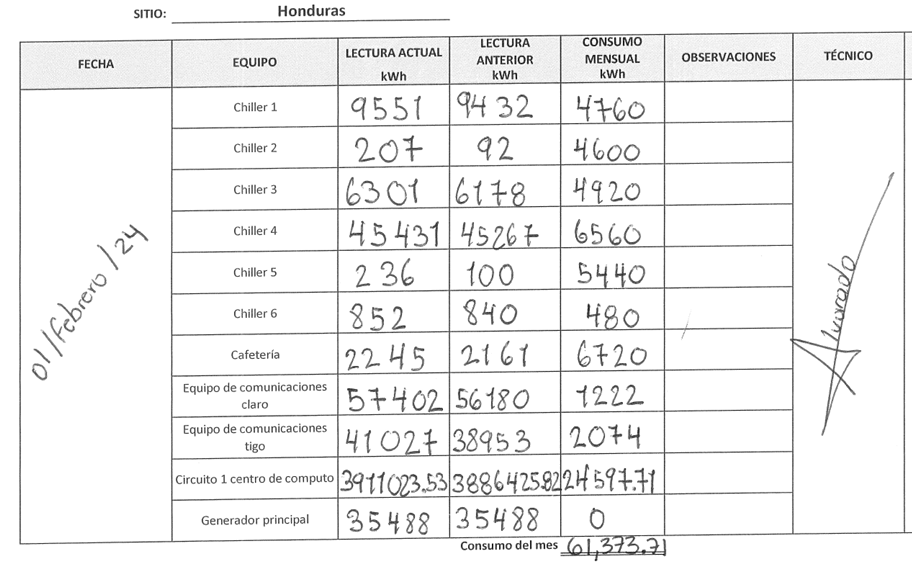 SITIO: Honduras
FECHA EQUIPO LECTURA ACTUAL kWh LECTURA ANTERIOR kWh CONSUMO MENSUAL kWh OBSERVACIONES TÉCNICO
01/febrero/24
Chiller 1 9551 9432 4760
Chiller 2 207 92 4600
Chiller 3 6301 6178 4920
Chiller 4 45431 45267 6560
Chiller 5 236 100 5440
Chiller 6 852 840 480
Cafetería 2245 2161 6720
Equipo de comunicaciones claro 57402 56180 1222
Equipo de comunicaciones tigo 41027 38953 2074
Circuito 1 centro de computo 3911023.53 3886425.82 24597.71
Generador principal 35488 35488 0
Alvarado
Consumo del mes 61,373.71